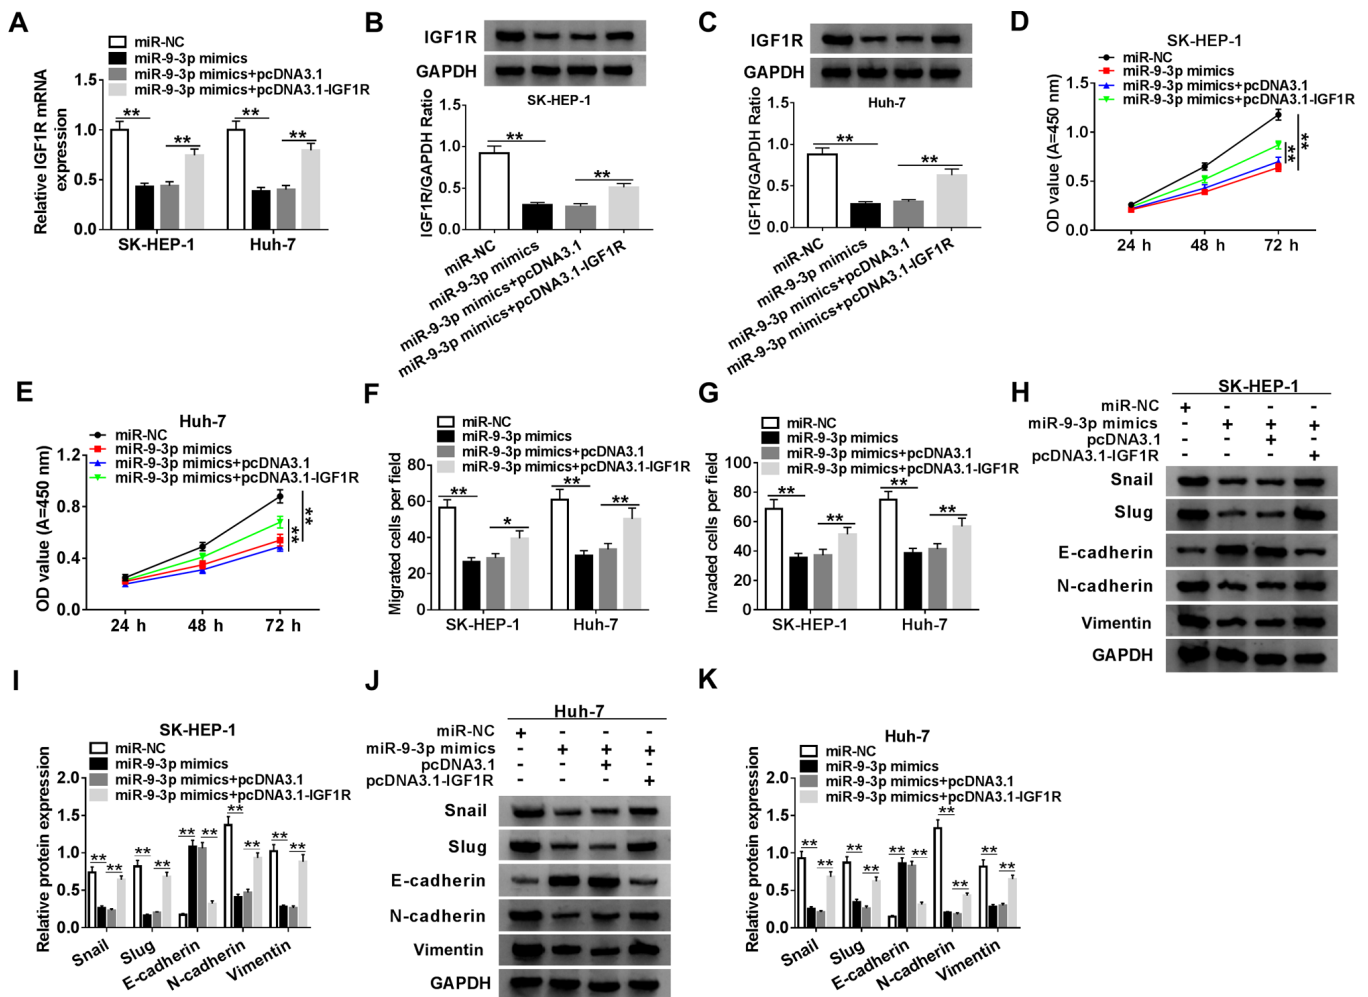 A
miR-NC
miR-9-3p mimics
miR-9-3p mimics+pcDNA3.1
miR-9-3p mimics+pcDNA3.1-IGF1R
Relative IGF1R mRNA
expression
1.5
1.0
0.5
0.0
**
**
**
**
SK-HEP-1
Huh-7
B
IGF1R
GAPDH
SK-HEP-1
IGF1R/GAPDH Ratio
1.5
1.0
0.5
0.0
**
**
miR-NC
miR-9-3p mimics
miR-9-3p mimics+pcDNA3.1
miR-9-3p mimics+pcDNA3.1-IGF1R
C
IGF1R
GAPDH
Huh-7
IGF1R/GAPDH Ratio
1.5
1.0
0.5
0.0
**
**
miR-NC
miR-9-3p mimics
miR-9-3p mimics+pcDNA3.1
miR-9-3p mimics+pcDNA3.1-IGF1R
D
SK-HEP-1
miR-NC
miR-9-3p mimics
miR-9-3p mimics+pcDNA3.1
miR-9-3p mimics+pcDNA3.1-IGF1R
OD value (A=450 nm)
1.5
1.0
0.5
0.0
**
**
24 h 48 h 72 h
E
Huh-7
miR-NC
miR-9-3p mimics
miR-9-3p mimics+pcDNA3.1
miR-9-3p mimics+pcDNA3.1-IGF1R
OD value (A=450 nm)
1.2
0.8
0.4
0.0
**
**
24 h 48 h 72 h
F
miR-NC
miR-9-3p mimics
miR-9-3p mimics+pcDNA3.1
miR-9-3p mimics+pcDNA3.1-IGF1R
Migrated cells per field
80
60
40
20
0
**
*
**
**
SK-HEP-1
Huh-7
G
miR-NC
miR-9-3p mimics
miR-9-3p mimics+pcDNA3.1
miR-9-3p mimics+pcDNA3.1-IGF1R
Invaded cells per field
100
80
60
40
20
0
**
**
**
**
SK-HEP-1
Huh-7
H
SK-HEP-1
miR-NC + - - -
miR-9-3p mimics - + + +
pcDNA3.1 - - + -
pcDNA3.1-IGF1R - - - +
Snail
Slug
E-cadherin
N-cadherin
Vimentin
GAPDH
I
SK-HEP-1
miR-NC
miR-9-3p mimics
miR-9-3p mimics+pcDNA3.1
miR-9-3p mimics+pcDNA3.1-IGF1R
Relative protein expression
2.0
1.5
1.0
0.5
0.0
** ** ** ** ** ** ** ** ** **
Snail
Slug
E-cadherin
N-cadherin
Vimentin
J
Huh-7
miR-NC + - - -
miR-9-3p mimics - + + +
pcDNA3.1 - - + -
pcDNA3.1-IGF1R - - - +
Snail
Slug
E-cadherin
N-cadherin
Vimentin
GAPDH
K
Huh-7
miR-NC
miR-9-3p mimics
miR-9-3p mimics+pcDNA3.1
miR-9-3p mimics+pcDNA3.1-IGF1R
Relative protein expression
2.0
1.5
1.0
0.5
0.0
** ** ** ** ** ** ** ** ** **
Snail
Slug
E-cadherin
N-cadherin
Vimentin